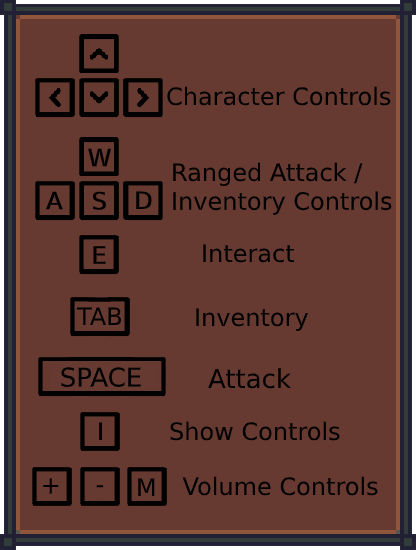 Character Controls
W
A S D
Ranged Attack /
Inventory Controls
E Interact
TAB Inventory
SPACE Attack
I Show Controls
+ - M Volume Controls